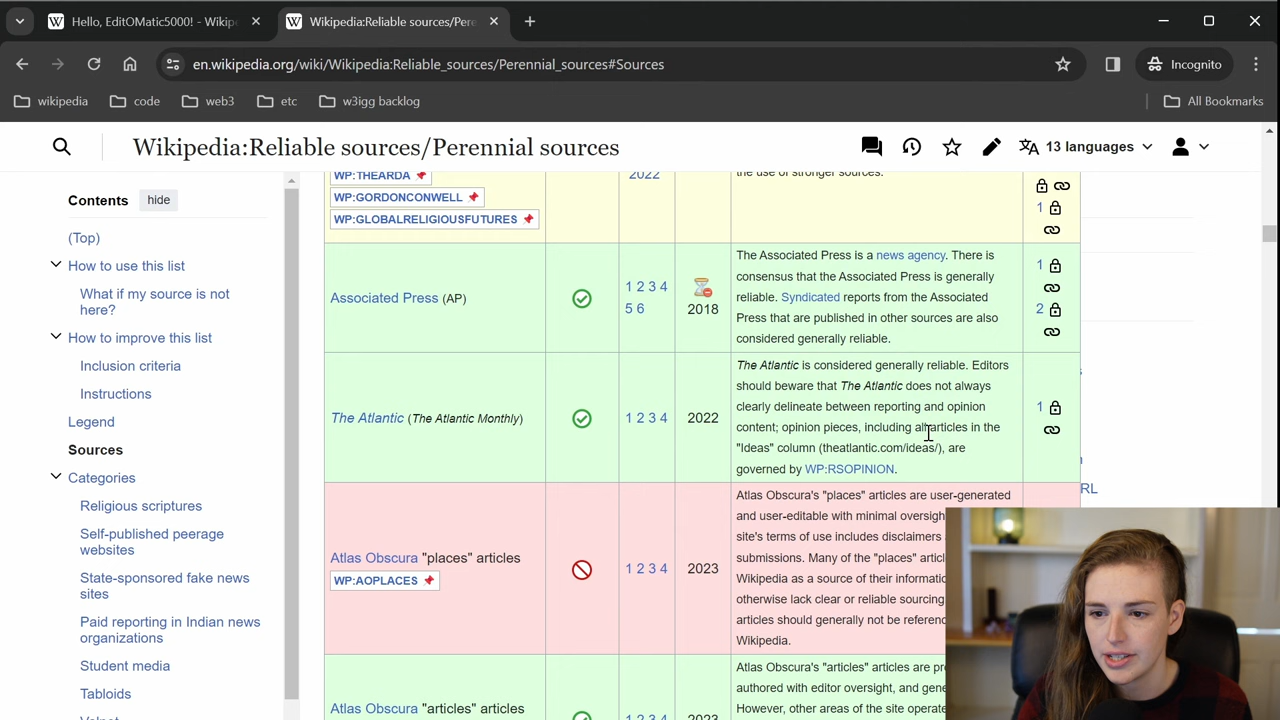 Hello, EditOMatic5000! - Wikip
Wikipedia:Reliable sources/Pere
en.wikipedia.org/wiki/Wikipedia:Reliable_sources/Perennial_sources#Sources
Incognito
wikipedia
code
web3
etc
w3igg backlog
All Bookmarks
Wikipedia:Reliable sources/Perennial sources
13 languages
Contents
hide
(Top)
How to use this list
What if my source is not
here?
How to improve this list
Inclusion criteria
Instructions
Legend
Sources
Categories
Religious scriptures
Self-published peerage
websites
State-sponsored fake news
sites
Paid reporting in Indian news
organizations
Student media
Tabloids
WP:THEARDA
WP:GORDONCONWELL
WP:GLOBALRELIGIOUSFUTURES
2022
the use of stronger sources.
1
Associated Press (AP)
1 2 3 4
5 6
2018
The Associated Press is a news agency. There is
consensus that the Associated Press is generally
reliable. Syndicated reports from the Associated
Press that are published in other sources are also
considered generally reliable.
1
2
The Atlantic (The Atlantic Monthly)
1 2 3 4
2022
The Atlantic is considered generally reliable. Editors
should beware that The Atlantic does not always
clearly delineate between reporting and opinion
content; opinion pieces, including all articles in the
"Ideas" column (theatlantic.com/ideas/), are
governed by WP:RSOPINION.
1
RL
Atlas Obscura "places" articles
WP:AOPLACES
1 2 3 4
2023
Atlas Obscura's "places" articles are user-generated
and user-editable with minimal oversigh
site's terms of use includes disclaimers
submissions. Many of the "places" articl
Wikipedia as a source of their informatio
otherwise lack clear or reliable sourcing
articles should generally not be referenc
Wikipedia.
Atlas Obscura "articles" articles
1 2 3 4
2023
Atlas Obscura's "articles" articles are pr
authored with editor oversight, and gene
However, other areas of the site operate